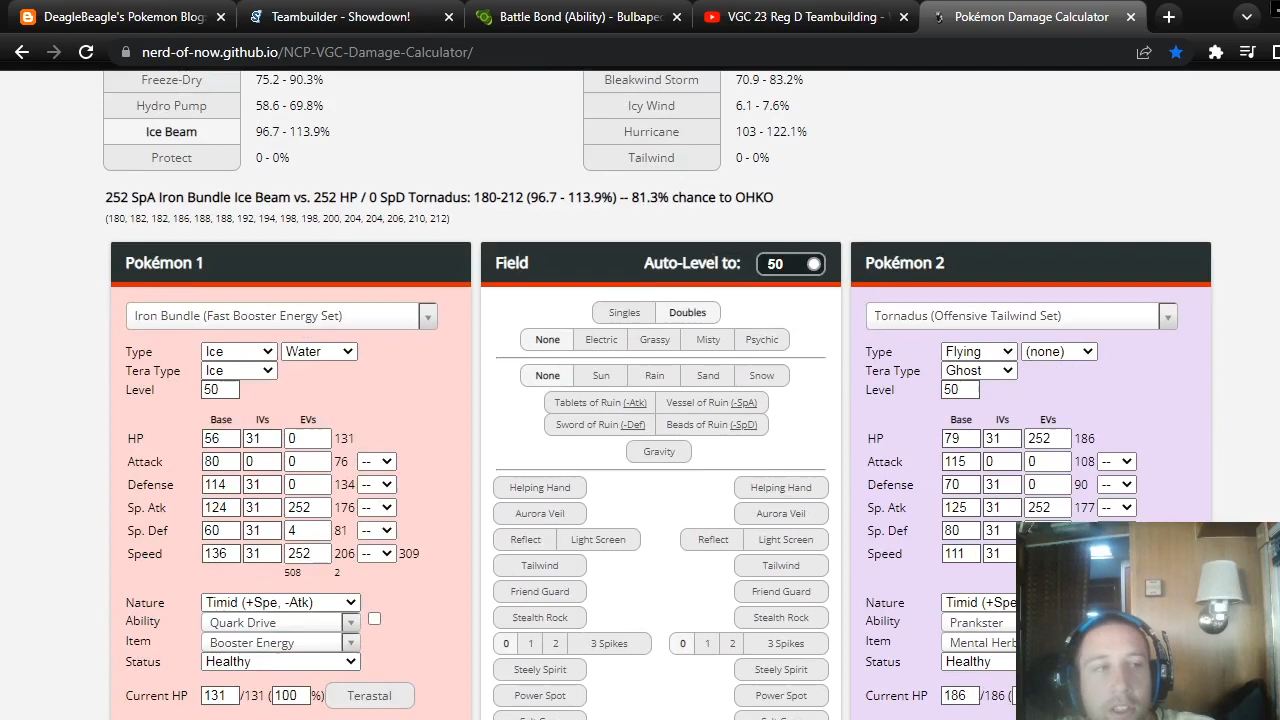 DeagleBeagle's Pokemon Blog
Teambuilder - Showdown!
Battle Bond (Ability) - Bulbape
VGC 23 Reg D Teambuilding -
Pokémon Damage Calculator
nerd-of-now.github.io/NCP-VGC-Damage-Calculator/
Freeze-Dry 75.2 - 90.3% Bleakwind Storm 70.9 - 83.2%
Hydro Pump 58.6 - 69.8% Icy Wind 6.1 - 7.6%
Ice Beam 96.7 - 113.9% Hurricane 103 - 122.1%
Protect 0 - 0% Tailwind 0 - 0%
252 SpA Iron Bundle Ice Beam vs. 252 HP / 0 SpD Tornadus: 180-212 (96.7 - 113.9%) -- 81.3% chance to OHKO
(180, 182, 182, 186, 188, 188, 192, 194, 198, 198, 200, 204, 204, 206, 210, 212)
Pokémon 1
Iron Bundle (Fast Booster Energy Set)
Type Ice Water
Tera Type Ice
Level 50
Base IVs EVs
HP 56 31 0 131
Attack 80 0 0 76 --
Defense 114 31 0 134 --
Sp. Atk 124 31 252 176 --
Sp. Def 60 31 4 81 --
Speed 136 31 252 206 -- 309
508 2
Nature Timid (+Spe, -Atk)
Ability Quark Drive
Item Booster Energy
Status Healthy
Current HP 131 /131 (100 %) Terastal
Field Auto-Level to: 50
Singles Doubles
None Electric Grassy Misty Psychic
None Sun Rain Sand Snow
Tablets of Ruin (-Atk) Vessel of Ruin (-SpA)
Sword of Ruin (-Def) Beads of Ruin (-SpD)
Gravity
Helping Hand Helping Hand
Aurora Veil Aurora Veil
Reflect Light Screen Reflect Light Screen
Tailwind Tailwind
Friend Guard Friend Guard
Stealth Rock Stealth Rock
0 1 2 3 Spikes 0 1 2 3 Spikes
Steely Spirit Steely Spirit
Power Spot Power Spot
Pokémon 2
Tornadus (Offensive Tailwind Set)
Type Flying (none)
Tera Type Ghost
Level 50
Base IVs EVs
HP 79 31 252 186
Attack 115 0 0 108 --
Defense 70 31 0 90 --
Sp. Atk 125 31 252 177 --
Sp. Def 80 31
Speed 111 31
Nature Timid (+Spe
Ability Prankster
Item Mental Herb
Status Healthy
Current HP 186 /186 (